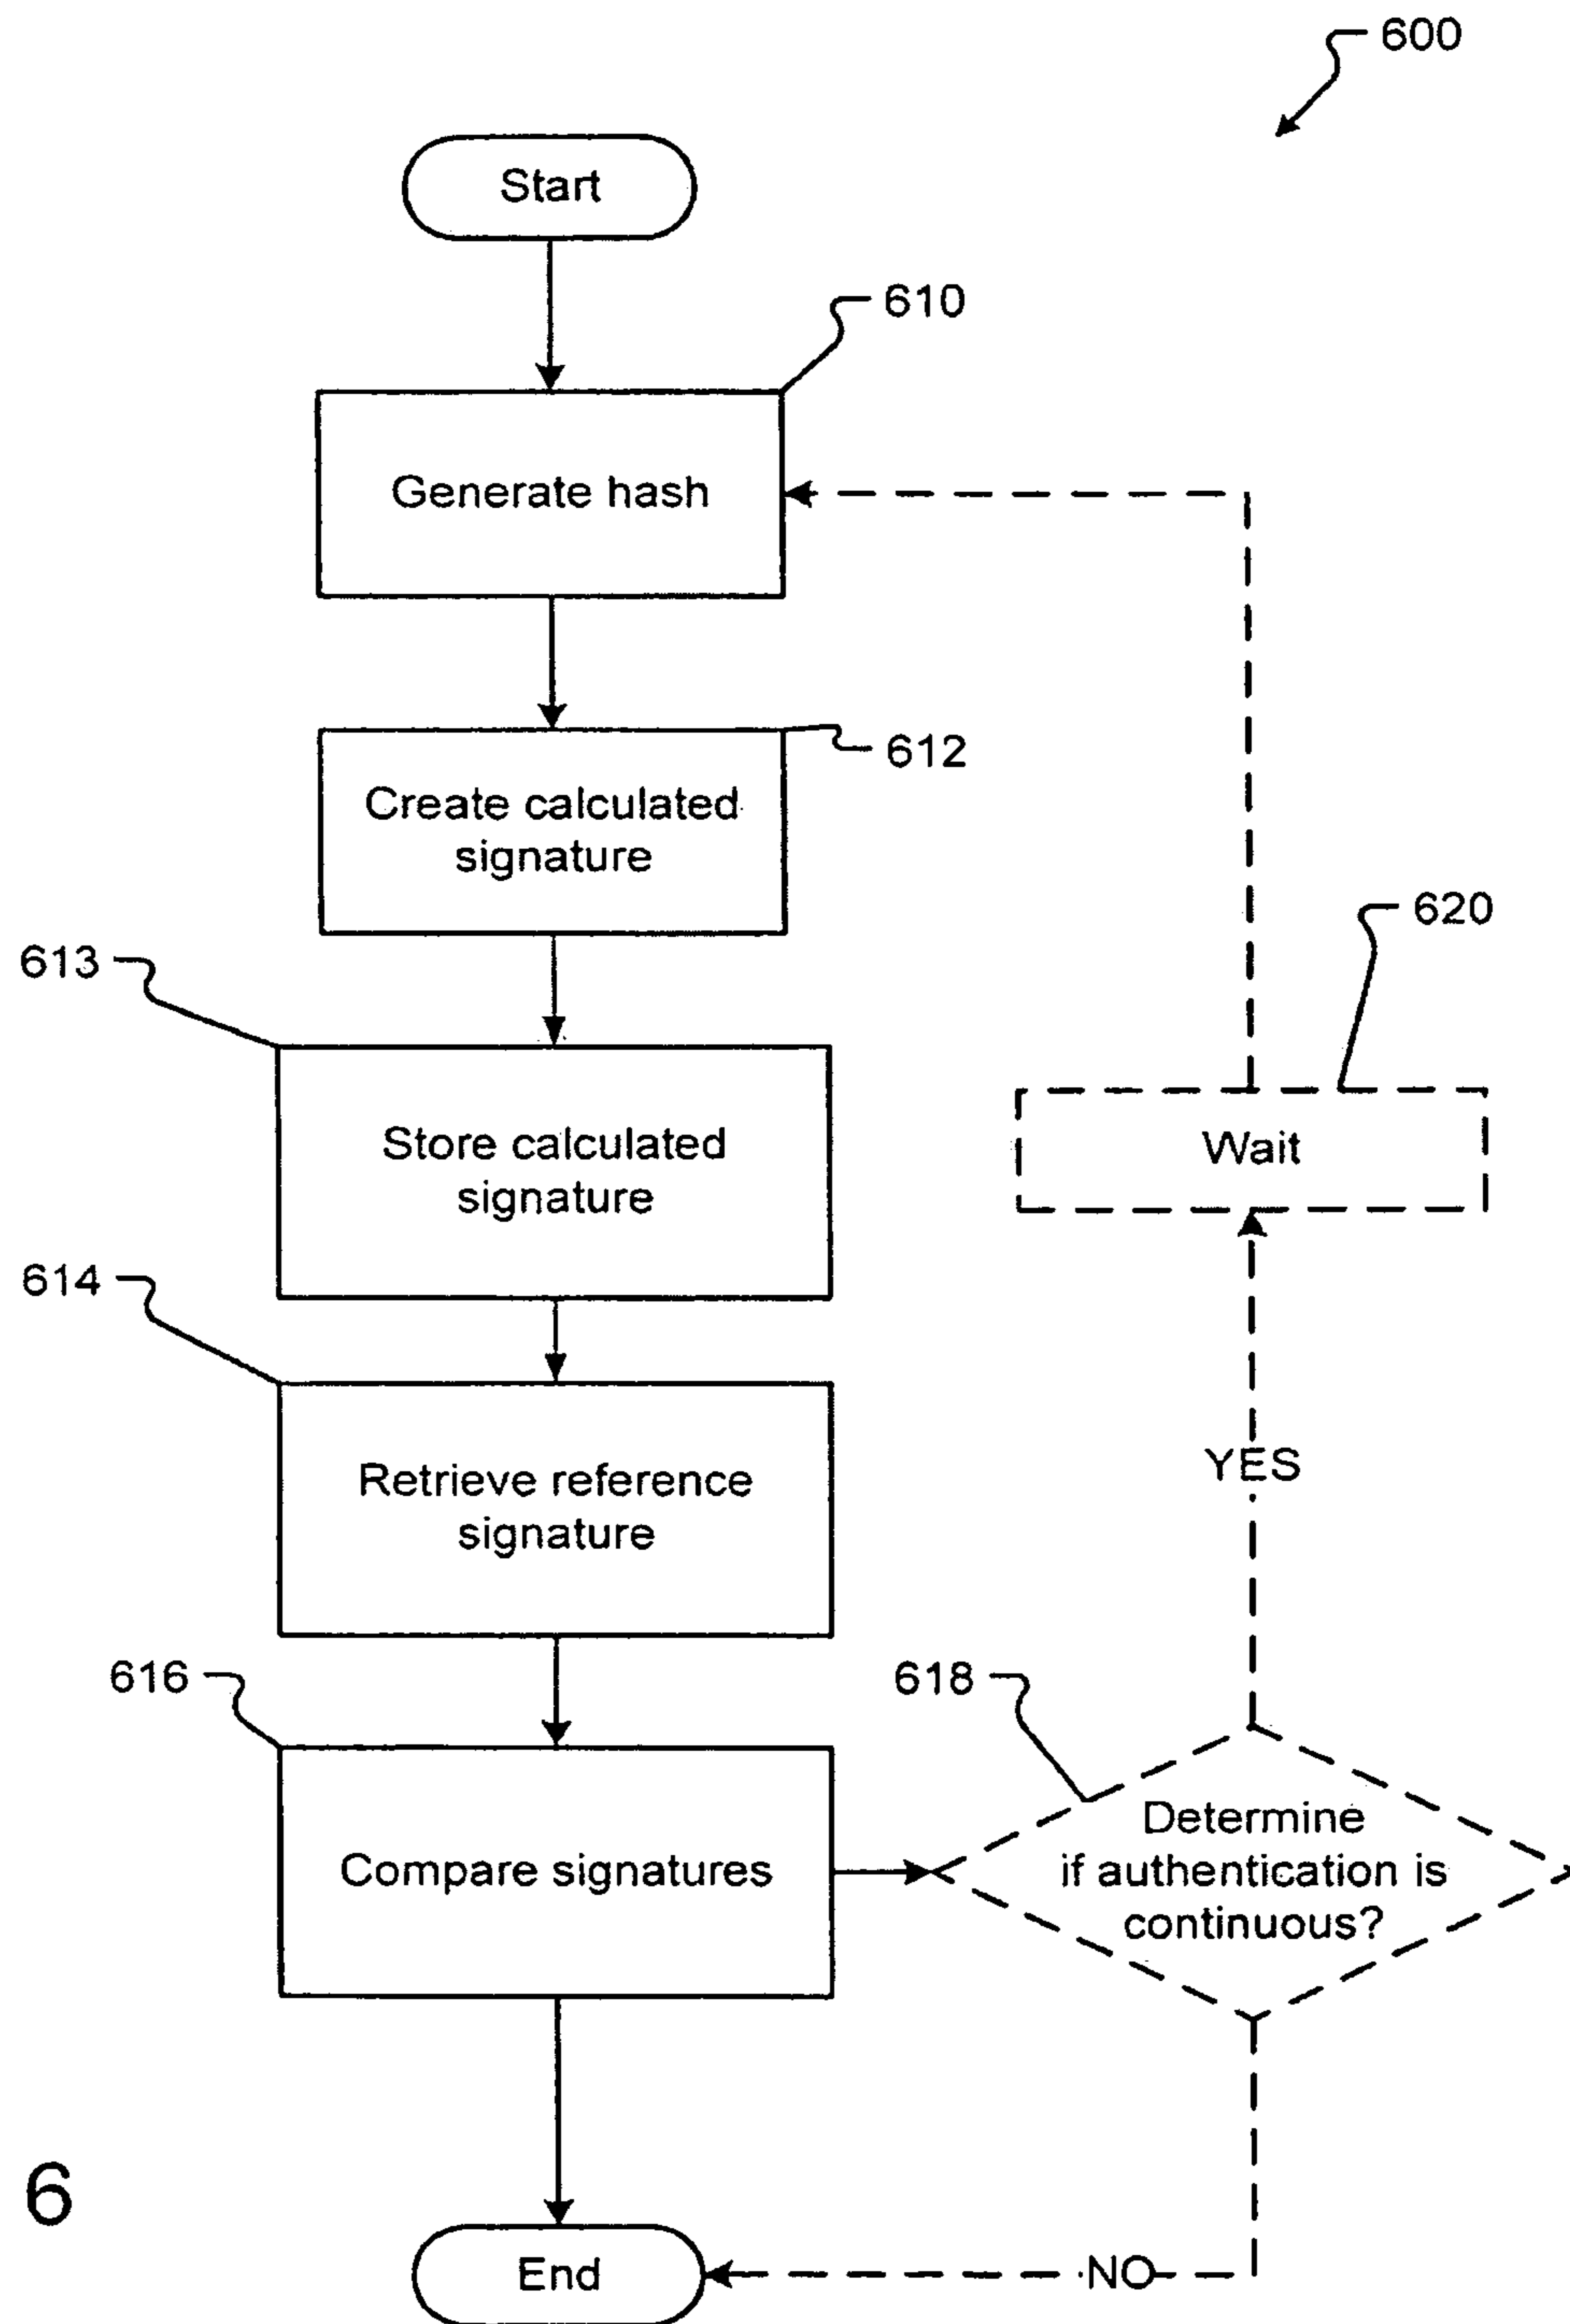 600
Start
610
Generate hash
612
Create calculated
signature
613
620
Store calculated
signature
Wait
614
Retrieve reference
signature
YES
616
618
Compare signatures
Determine
if authentication is
continuous?
6
End
NO